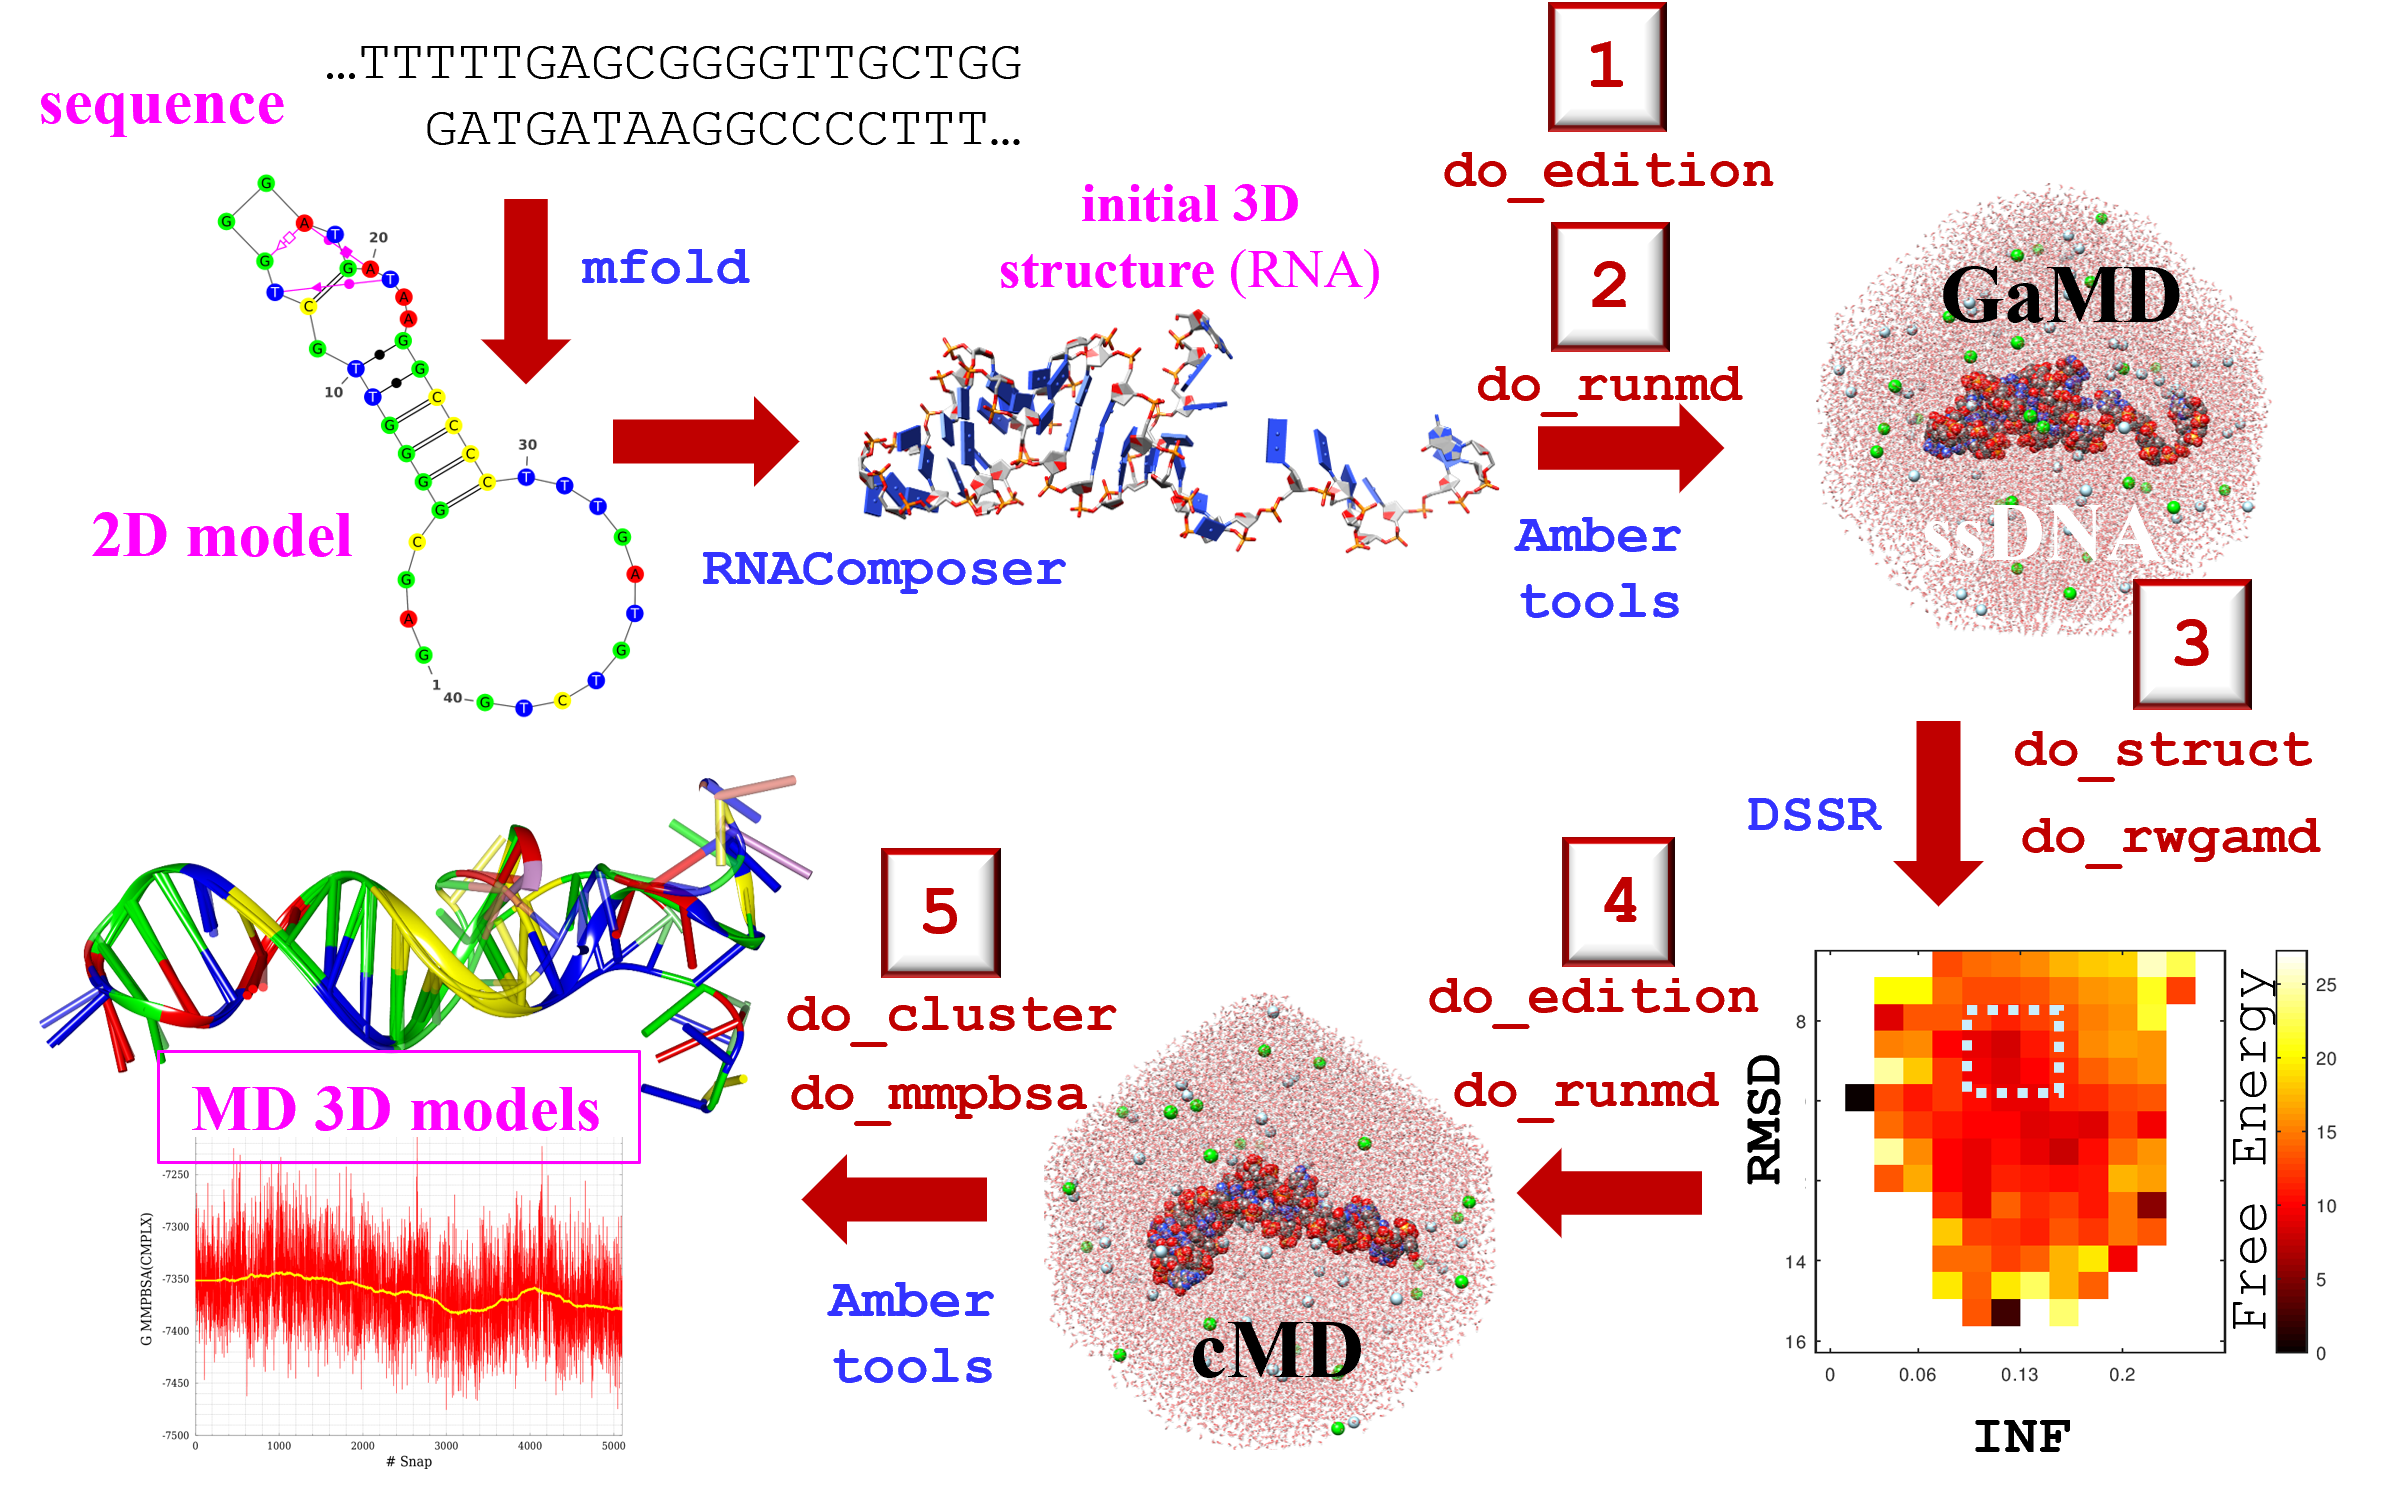 ...TTTTTGAGCGGGGTTGCTGG
GATGATAAGGCCCCTTT...
sequence
mfold
2D model
G
G
A
T
20
G
G
A
T
T
C
A
A
G
G
T
G
10
T
G
C
G
C
G
C
G
C
30
T
T
T
G
C
G
G
A
A
T
G
G
1
T
40
G
T
C
RNAComposer
initial 3D
structure (RNA)
1
do_edition
2
do_runmd
Amber
tools
GaMD
ssDNA
3
do_struct
do_rwgamd
DSSR
RMSD
8
14
16
0
0.06
0.13
0.2
INF
Free Energy
25
20
15
10
5
0
4
do_edition
do_runmd
cMD
5
do_cluster
do_mmpbsa
Amber
tools
MD 3D models
G MMPBSA(CMPLX)
-7250
-7300
-7350
-7400
-7450
-7500
0
1000
2000
3000
4000
5000
# Snap